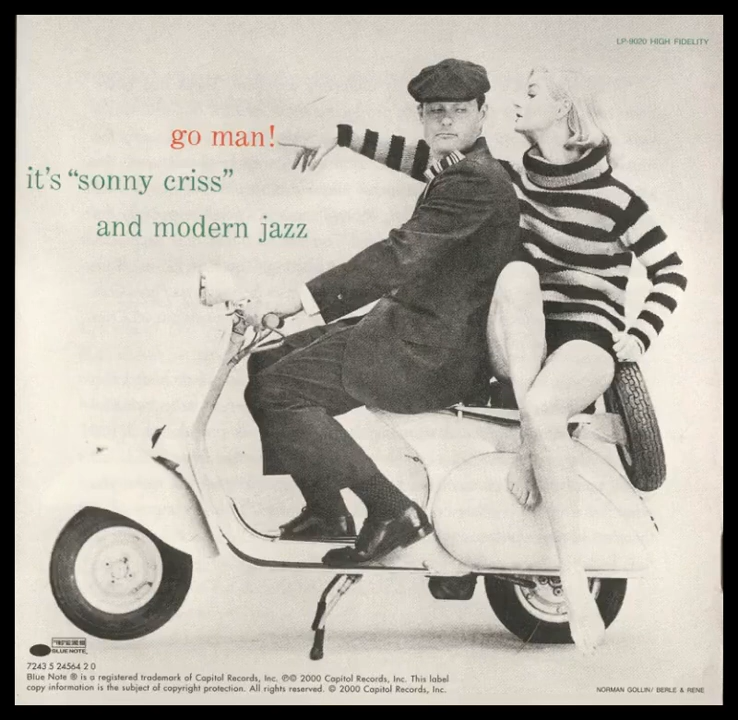 LP-9020 HIGH FIDELITY
go man!
it's “sonny criss”
and modern jazz
BLUE NOTE
7243 5 24564 2 0
Blue Note ® is a registered trademark of Capitol Records, Inc. ℗© 2000 Capitol Records, Inc. This label
copy information is the subject of copyright protection. All rights reserved. © 2000 Capitol Records, Inc.
NORMAN GOLLIN/ BERLE & RENE